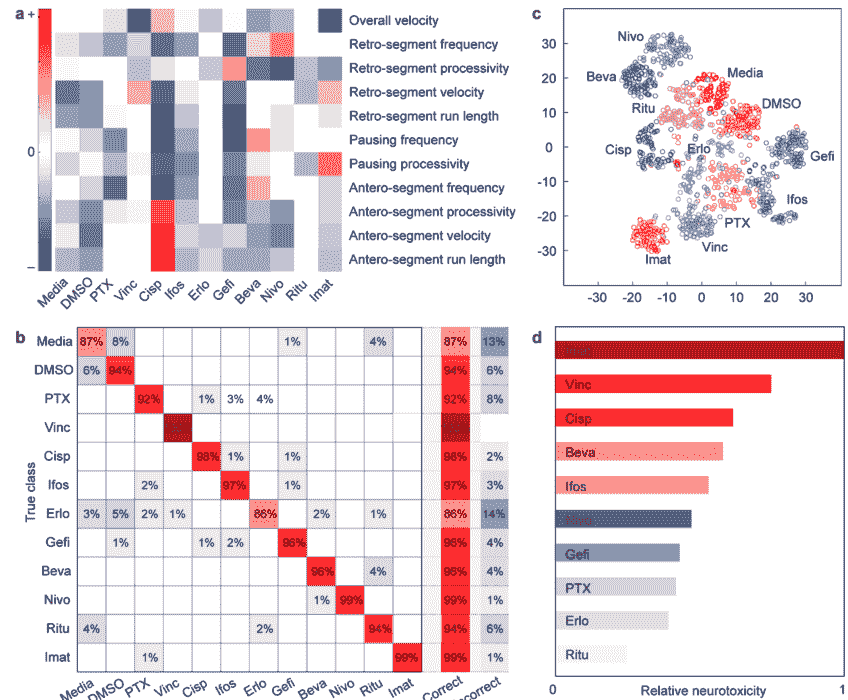 a
+
0
–
Overall velocity
Retro-segment frequency
Retro-segment processivity
Retro-segment velocity
Retro-segment run length
Pausing frequency
Pausing processivity
Antero-segment frequency
Antero-segment processivity
Antero-segment velocity
Antero-segment run length
Media DMSO PTX Vinc Cisp Ifos Erlo Gefi Beva Nivo Ritu Imat
c
30
20
10
0
-10
-20
-30
Nivo
Beva
Media
Ritu
DMSO
Cisp
Erlo
Gefi
Ifos
PTX
Vinc
Imat
-30 -20 -10 0 10 20 30
b
True class
Media 87% 8% 1% 4% 87% 13%
DMSO 6% 94% 94% 6%
PTX 92% 1% 3% 4% 92% 8%
Vinc
Cisp 98% 1% 1% 98% 2%
Ifos 2% 97% 1% 97% 3%
Erlo 3% 5% 2% 1% 86% 2% 1% 86% 14%
Gefi 1% 1% 2% 96% 96% 4%
Beva 96% 4% 96% 4%
Nivo 1% 99% 99% 1%
Ritu 4% 2% 94% 94% 6%
Imat 1% 99% 99% 1%
Media DMSO PTX Vinc Cisp Ifos Erlo Gefi Beva Nivo Ritu Imat Correct
d
Vinc
Cisp
Beva
Ifos
Gefi
PTX
Erlo
Ritu
0 Relative neurotoxicity 1